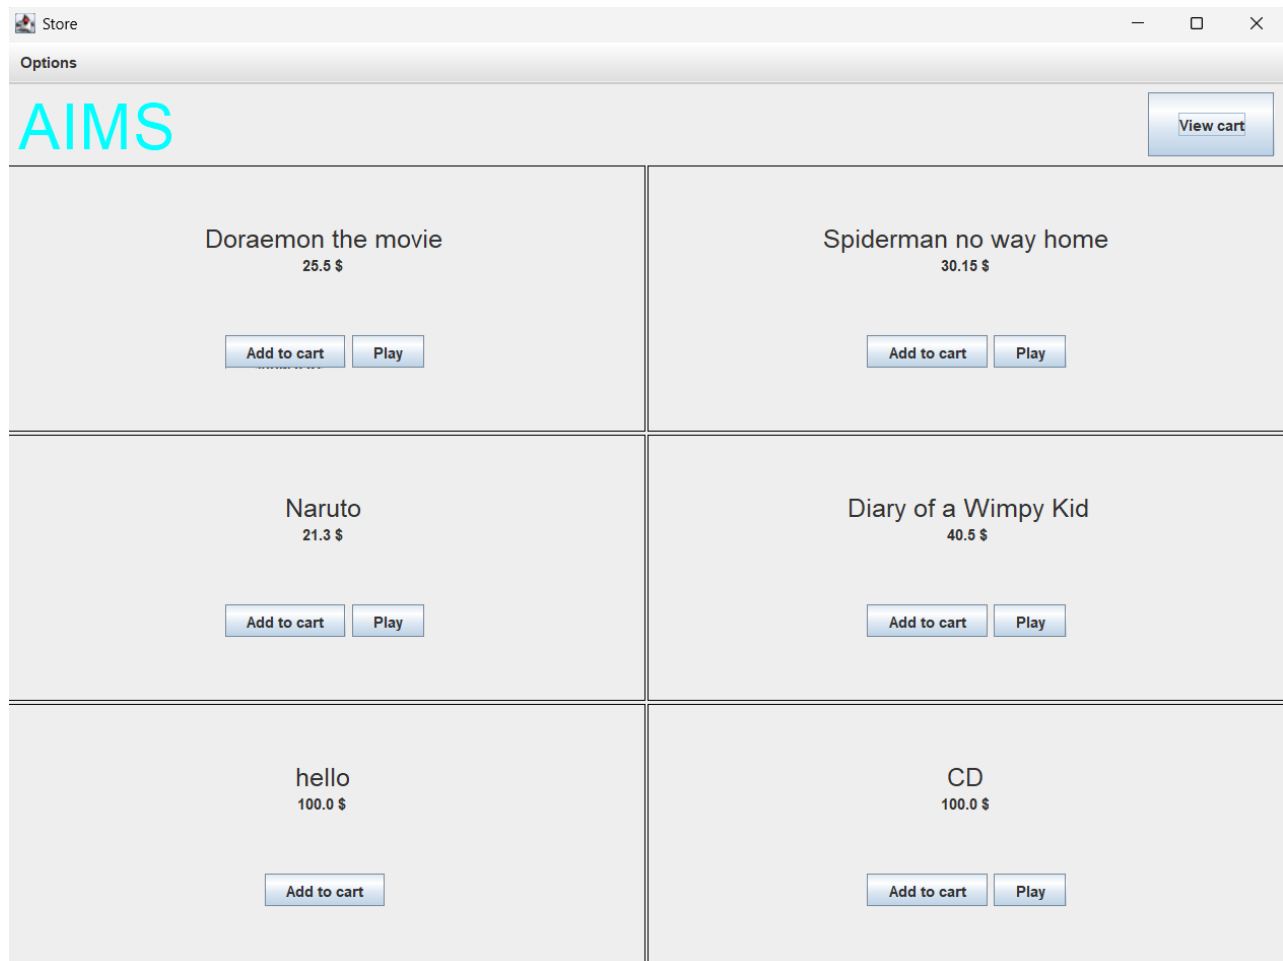 Store
Options
AIMS
View cart
Doraemon the movie
25.5 $
Add to cart
Play
Spiderman no way home
30.15 $
Add to cart
Play
Naruto
21.3 $
Add to cart
Play
Diary of a Wimpy Kid
40.5 $
Add to cart
Play
hello
100.0 $
Add to cart
CD
100.0 $
Add to cart
Play